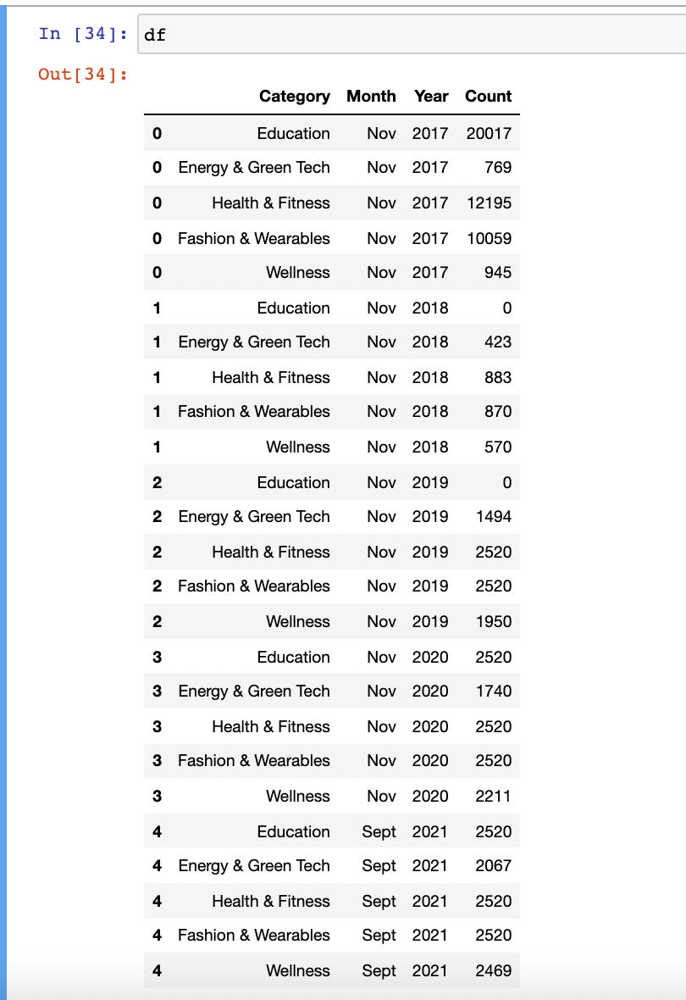 In [34]: df
Out[34]:
Category Month Year Count
0 Education Nov 2017 20017
0 Energy & Green Tech Nov 2017 769
0 Health & Fitness Nov 2017 12195
0 Fashion & Wearables Nov 2017 10059
0 Wellness Nov 2017 945
1 Education Nov 2018 0
1 Energy & Green Tech Nov 2018 423
1 Health & Fitness Nov 2018 883
1 Fashion & Wearables Nov 2018 870
1 Wellness Nov 2018 570
2 Education Nov 2019 0
2 Energy & Green Tech Nov 2019 1494
2 Health & Fitness Nov 2019 2520
2 Fashion & Wearables Nov 2019 2520
2 Wellness Nov 2019 1950
3 Education Nov 2020 2520
3 Energy & Green Tech Nov 2020 1740
3 Health & Fitness Nov 2020 2520
3 Fashion & Wearables Nov 2020 2520
3 Wellness Nov 2020 2211
4 Education Sept 2021 2520
4 Energy & Green Tech Sept 2021 2067
4 Health & Fitness Sept 2021 2520
4 Fashion & Wearables Sept 2021 2520
4 Wellness Sept 2021 2469